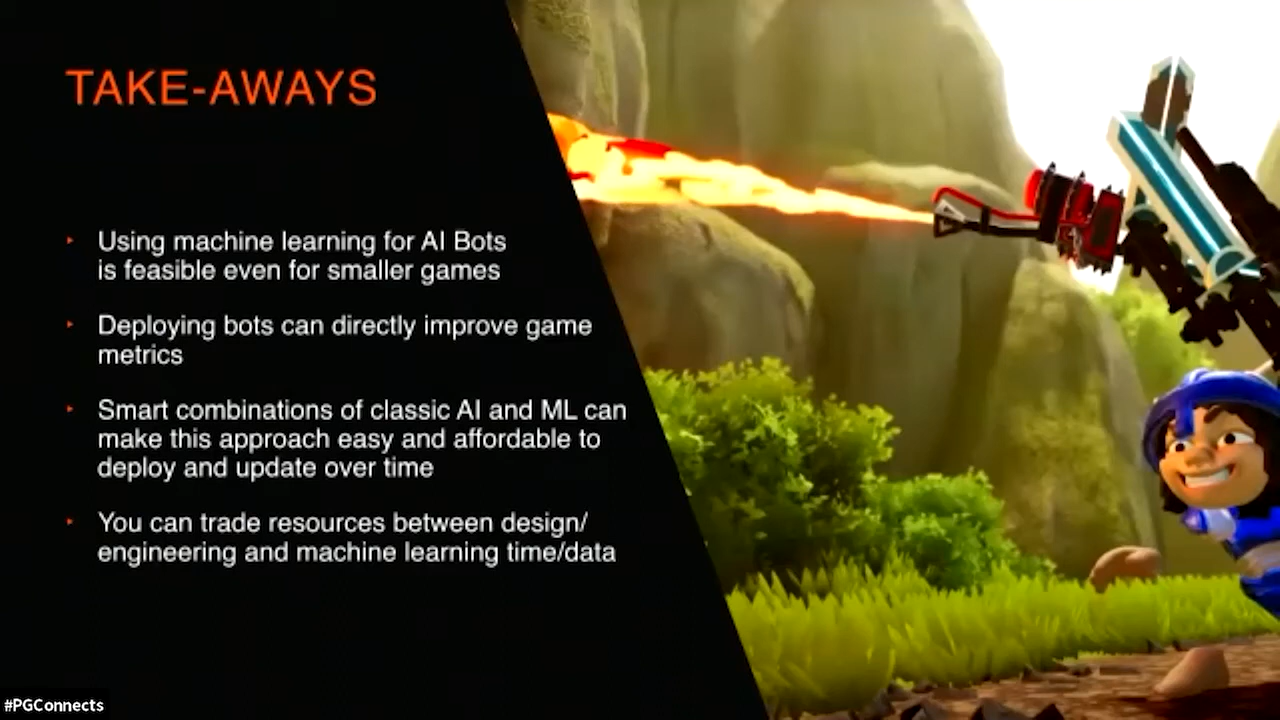 TAKE-AWAYS
Using machine learning for AI Bots
is feasible even for smaller games
Deploying bots can directly improve game
metrics
Smart combinations of classic AI and ML can
make this approach easy and affordable to
deploy and update over time
You can trade resources between design/
engineering and machine learning time/data
#PGConnects